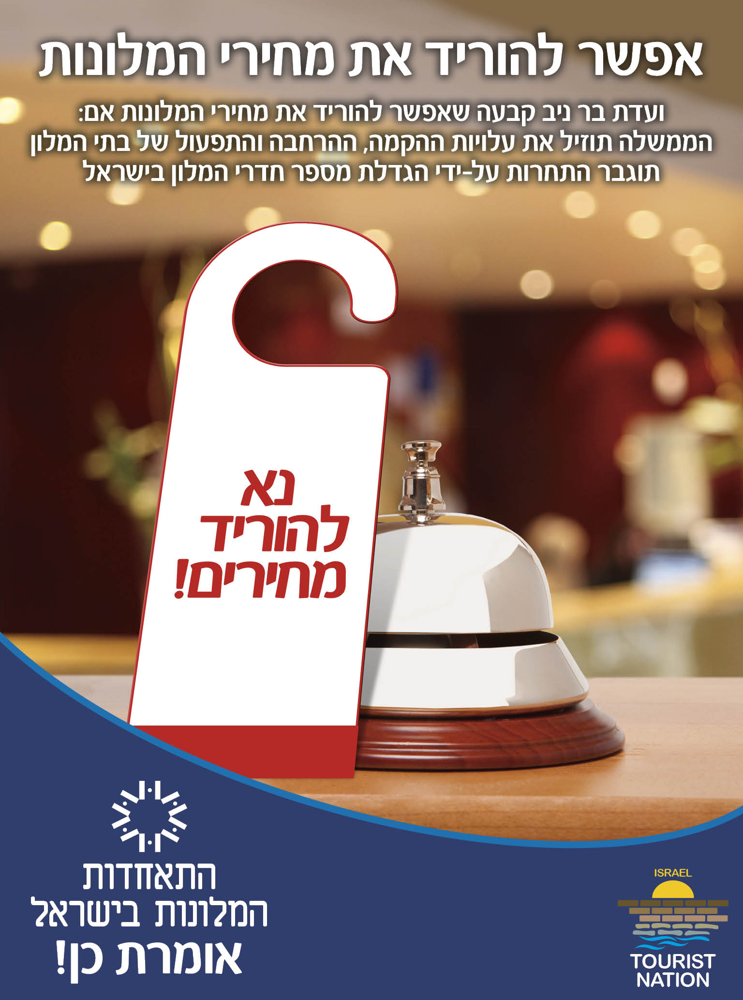 אפשר להוריד את מחירי המלונות
ועדת בר ניב קבעה שאפשר להוריד את מחירי המלונות אם:
הממשלה תוזיל את עלויות ההקמה, ההרחבה והתפעול של בתי המלון
תוגבר התחרות על-ידי הגדלת מספר חדרי המלון בישראל
נא
להוריד
מחירים!
התאחדות
המלונות בישראל
אומרת כן!
ISRAEL
TOURIST
NATION